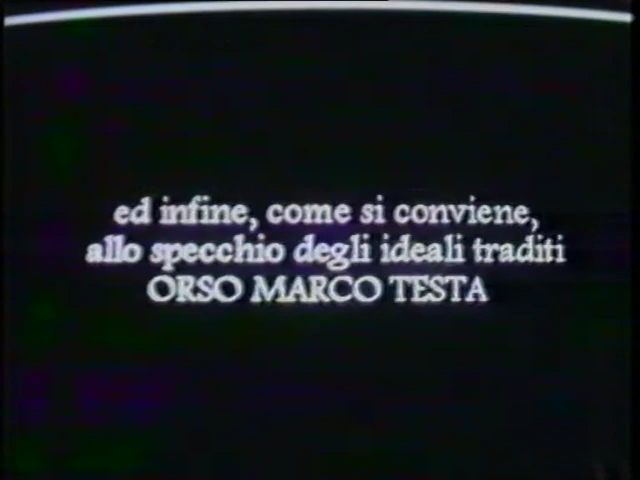 ed infine, come si conviene,
allo specchio degli ideali traditi
ORSO MARCO TESTA